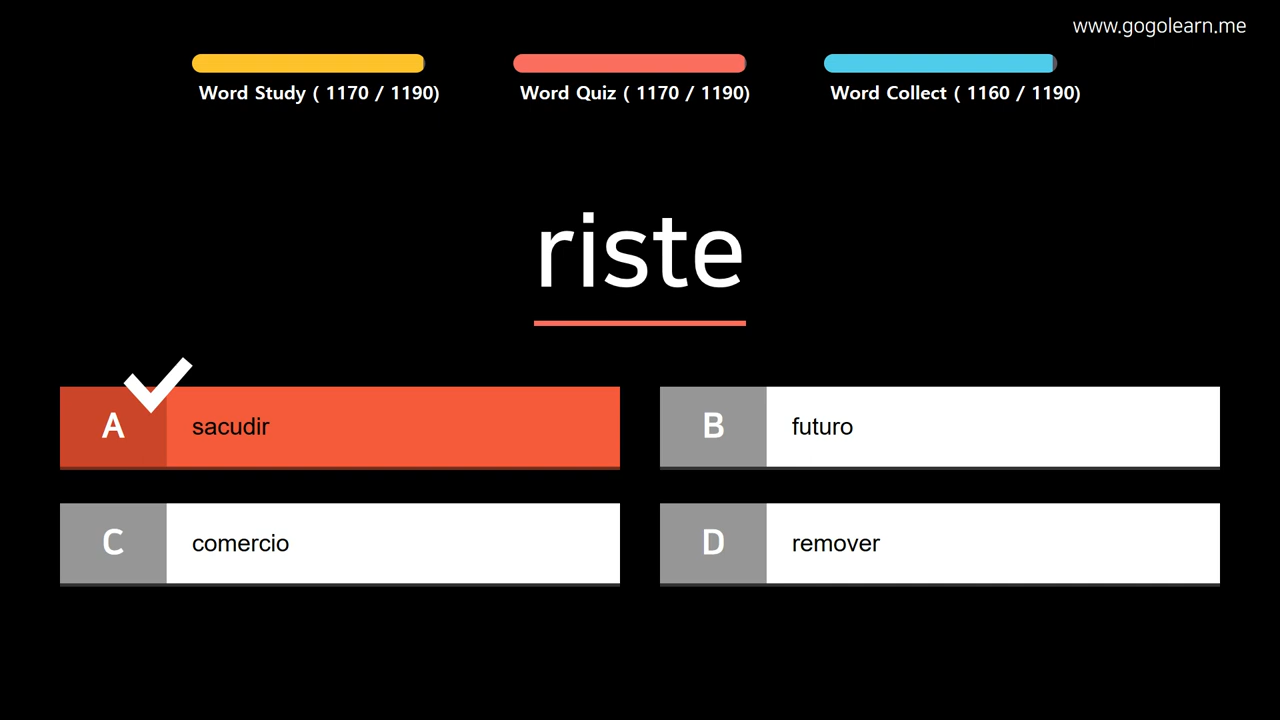 www.gogolearn.me
Word Study ( 1170 / 1190)
Word Quiz ( 1170 / 1190)
Word Collect ( 1160 / 1190)
riste
A sacudir
B futuro
C comercio
D remover